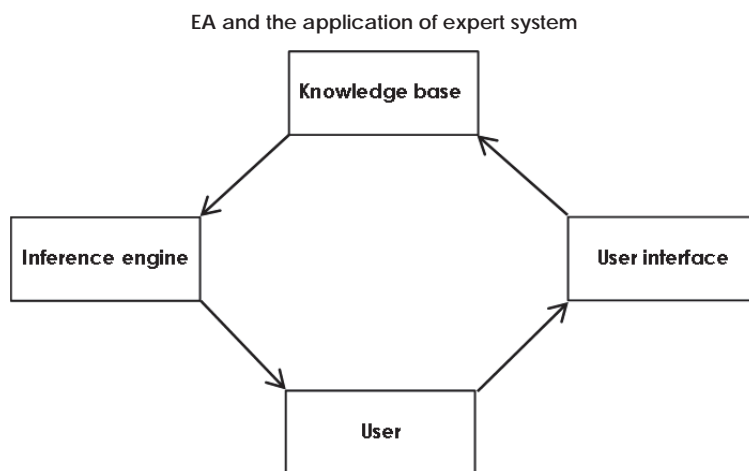 EA and the application of expert system
Knowledge base
Inference engine
User interface
User